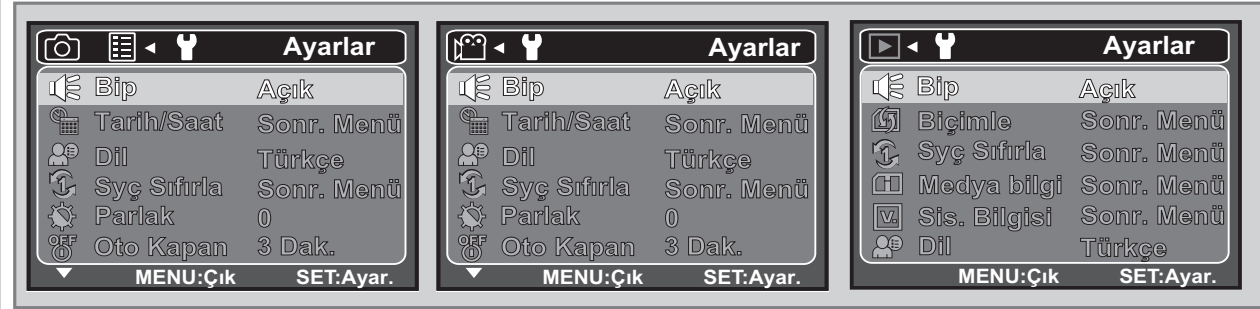 Ayarlar
Bip Açık
Tarih/Saat Sonr. Menü
Dil Türkçe
Syç Sıfırla Sonr. Menü
Parlak 0
Oto Kapan 3 Dak.
MENU:Çık SET:Ayar.
Ayarlar
Bip Açık
Tarih/Saat Sonr. Menü
Dil Türkçe
Syç Sıfırla Sonr. Menü
Parlak 0
Oto Kapan 3 Dak.
MENU:Çık SET:Ayar.
Ayarlar
Bip Açık
Biçimle Sonr. Menü
Syç Sıfırla Sonr. Menü
Medya bilgi Sonr. Menü
Sis. Bilgisi Sonr. Menü
Dil Türkçe
MENU:Çık SET:Ayar.